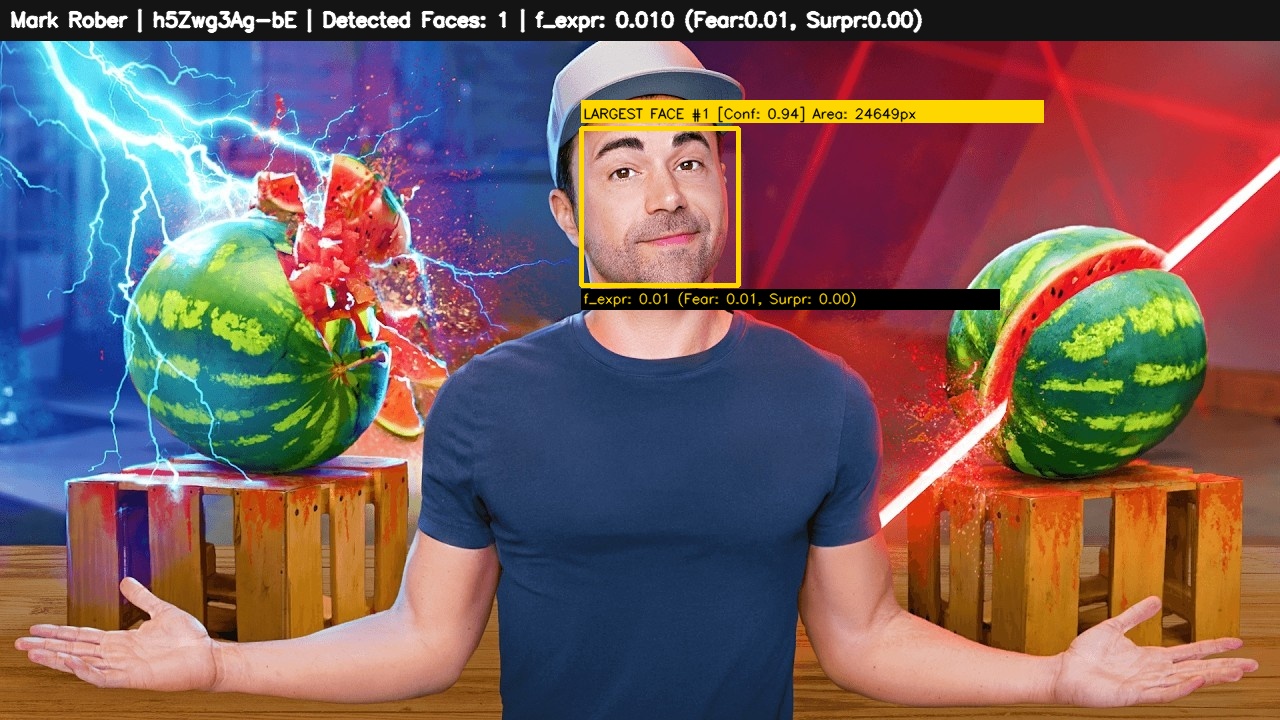 Mark Rober | h5Zwg3Ag-bE | Detected Faces: 1 | f_expr: 0.010 (Fear:0.01, Surpr:0.00)
LARGEST FACE #1 [Conf: 0.94] Area: 24649px
f_expr: 0.01 (Fear: 0.01, Surpr: 0.00)